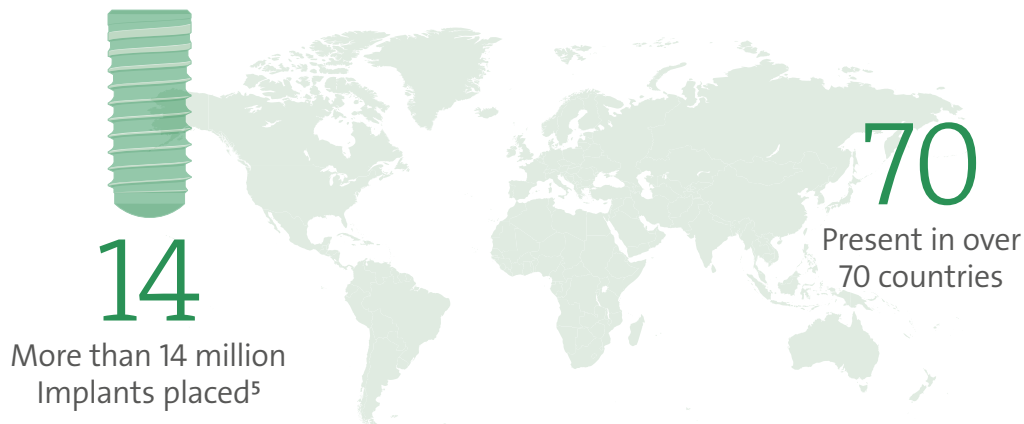 14
More than 14 million
Implants placed⁵
70
Present in over
70 countries